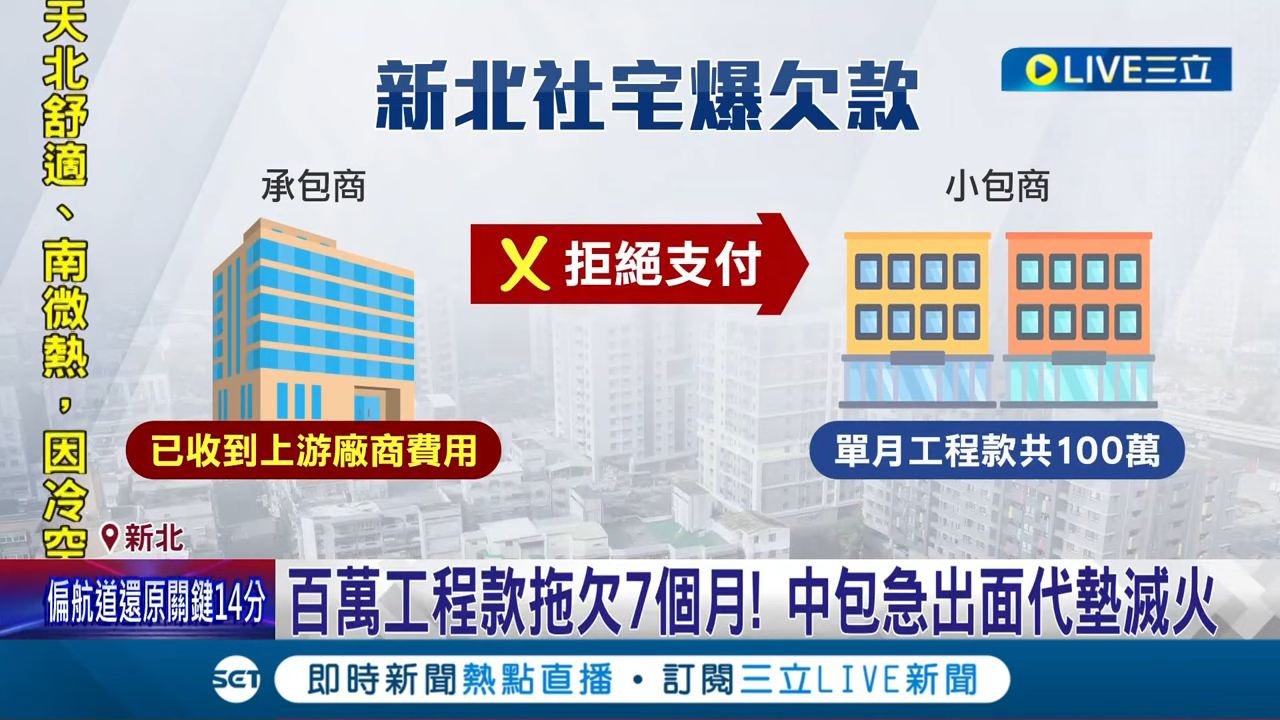 天北舒適、南微熱，因冷空
新北社宅爆欠款
LIVE三立
承包商
小包商
X 拒絕支付
已收到上游廠商費用
單月工程款共100萬
新北
偏航道還原關鍵14分
百萬工程款拖欠7個月! 中包急出面代墊滅火
SET 即時新聞熱點直播・訂閱三立LIVE新聞